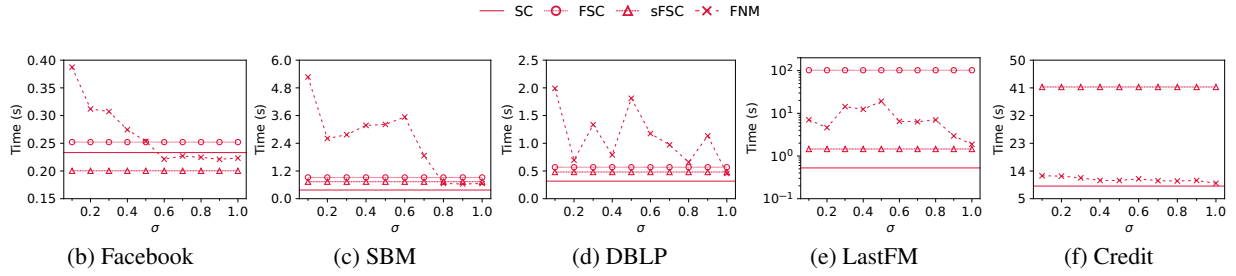 SC FSC sFSC FNM
Time (s)
0.40
0.35
0.30
0.25
0.20
0.15
0.2 0.4 0.6 0.8 1.0
σ
(b) Facebook
Time (s)
6.0
4.8
3.6
2.4
1.2
0.0
0.2 0.4 0.6 0.8 1.0
σ
(c) SBM
Time (s)
2.5
2.0
1.5
1.0
0.5
0.0
0.2 0.4 0.6 0.8 1.0
σ
(d) DBLP
Time (s)
10²
10¹
10⁰
10⁻¹
0.2 0.4 0.6 0.8 1.0
σ
(e) LastFM
Time (s)
50
41
32
23
14
5
0.2 0.4 0.6 0.8 1.0
σ
(f) Credit